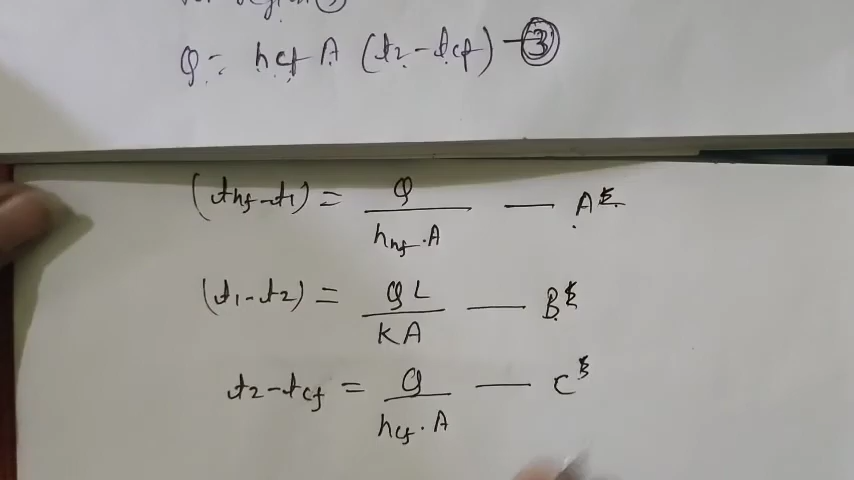 Q = hcf A (t2 - tcf) — 3
(thf - t1) = Q / hhf . A — A
(t1 - t2) = QL / KA — B
t2 - tcf = Q / hcf . A — C